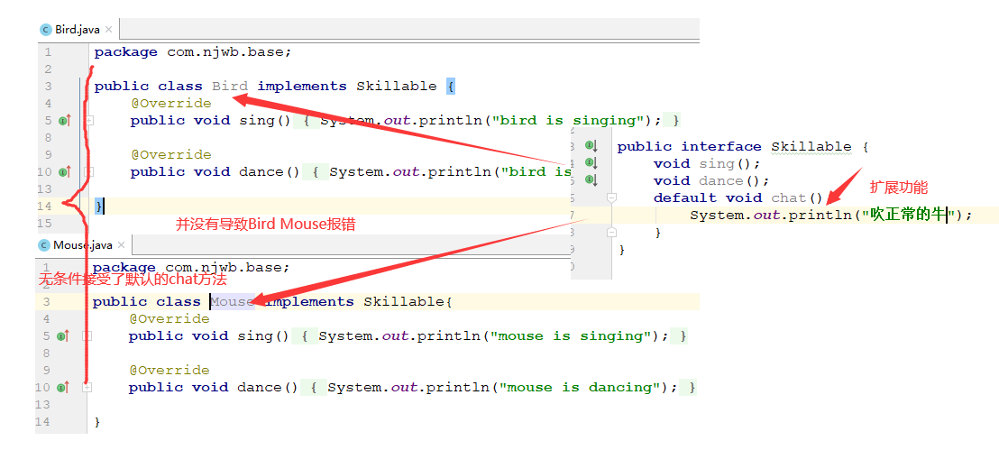 Bird.java
1 package com.njwb.base;
2
3 public class Bird implements Skillable {
4 @Override
5 public void sing() { System.out.println("bird is singing"); }
8
9 @Override
10 public void dance() { System.out.println("bird is
13
14 }
15
public interface Skillable {
void sing();
void dance();
default void chat()
System.out.println("吹正常的牛");
}
}
扩展功能
并没有导致Bird Mouse报错
Mouse.java
1 package com.njwb.base;
无条件接受了默认的chat方法
3 public class Mouse implements Skillable{
4 @Override
5 public void sing() { System.out.println("mouse is singing"); }
8
9 @Override
10 public void dance() { System.out.println("mouse is dancing"); }
13
14 }